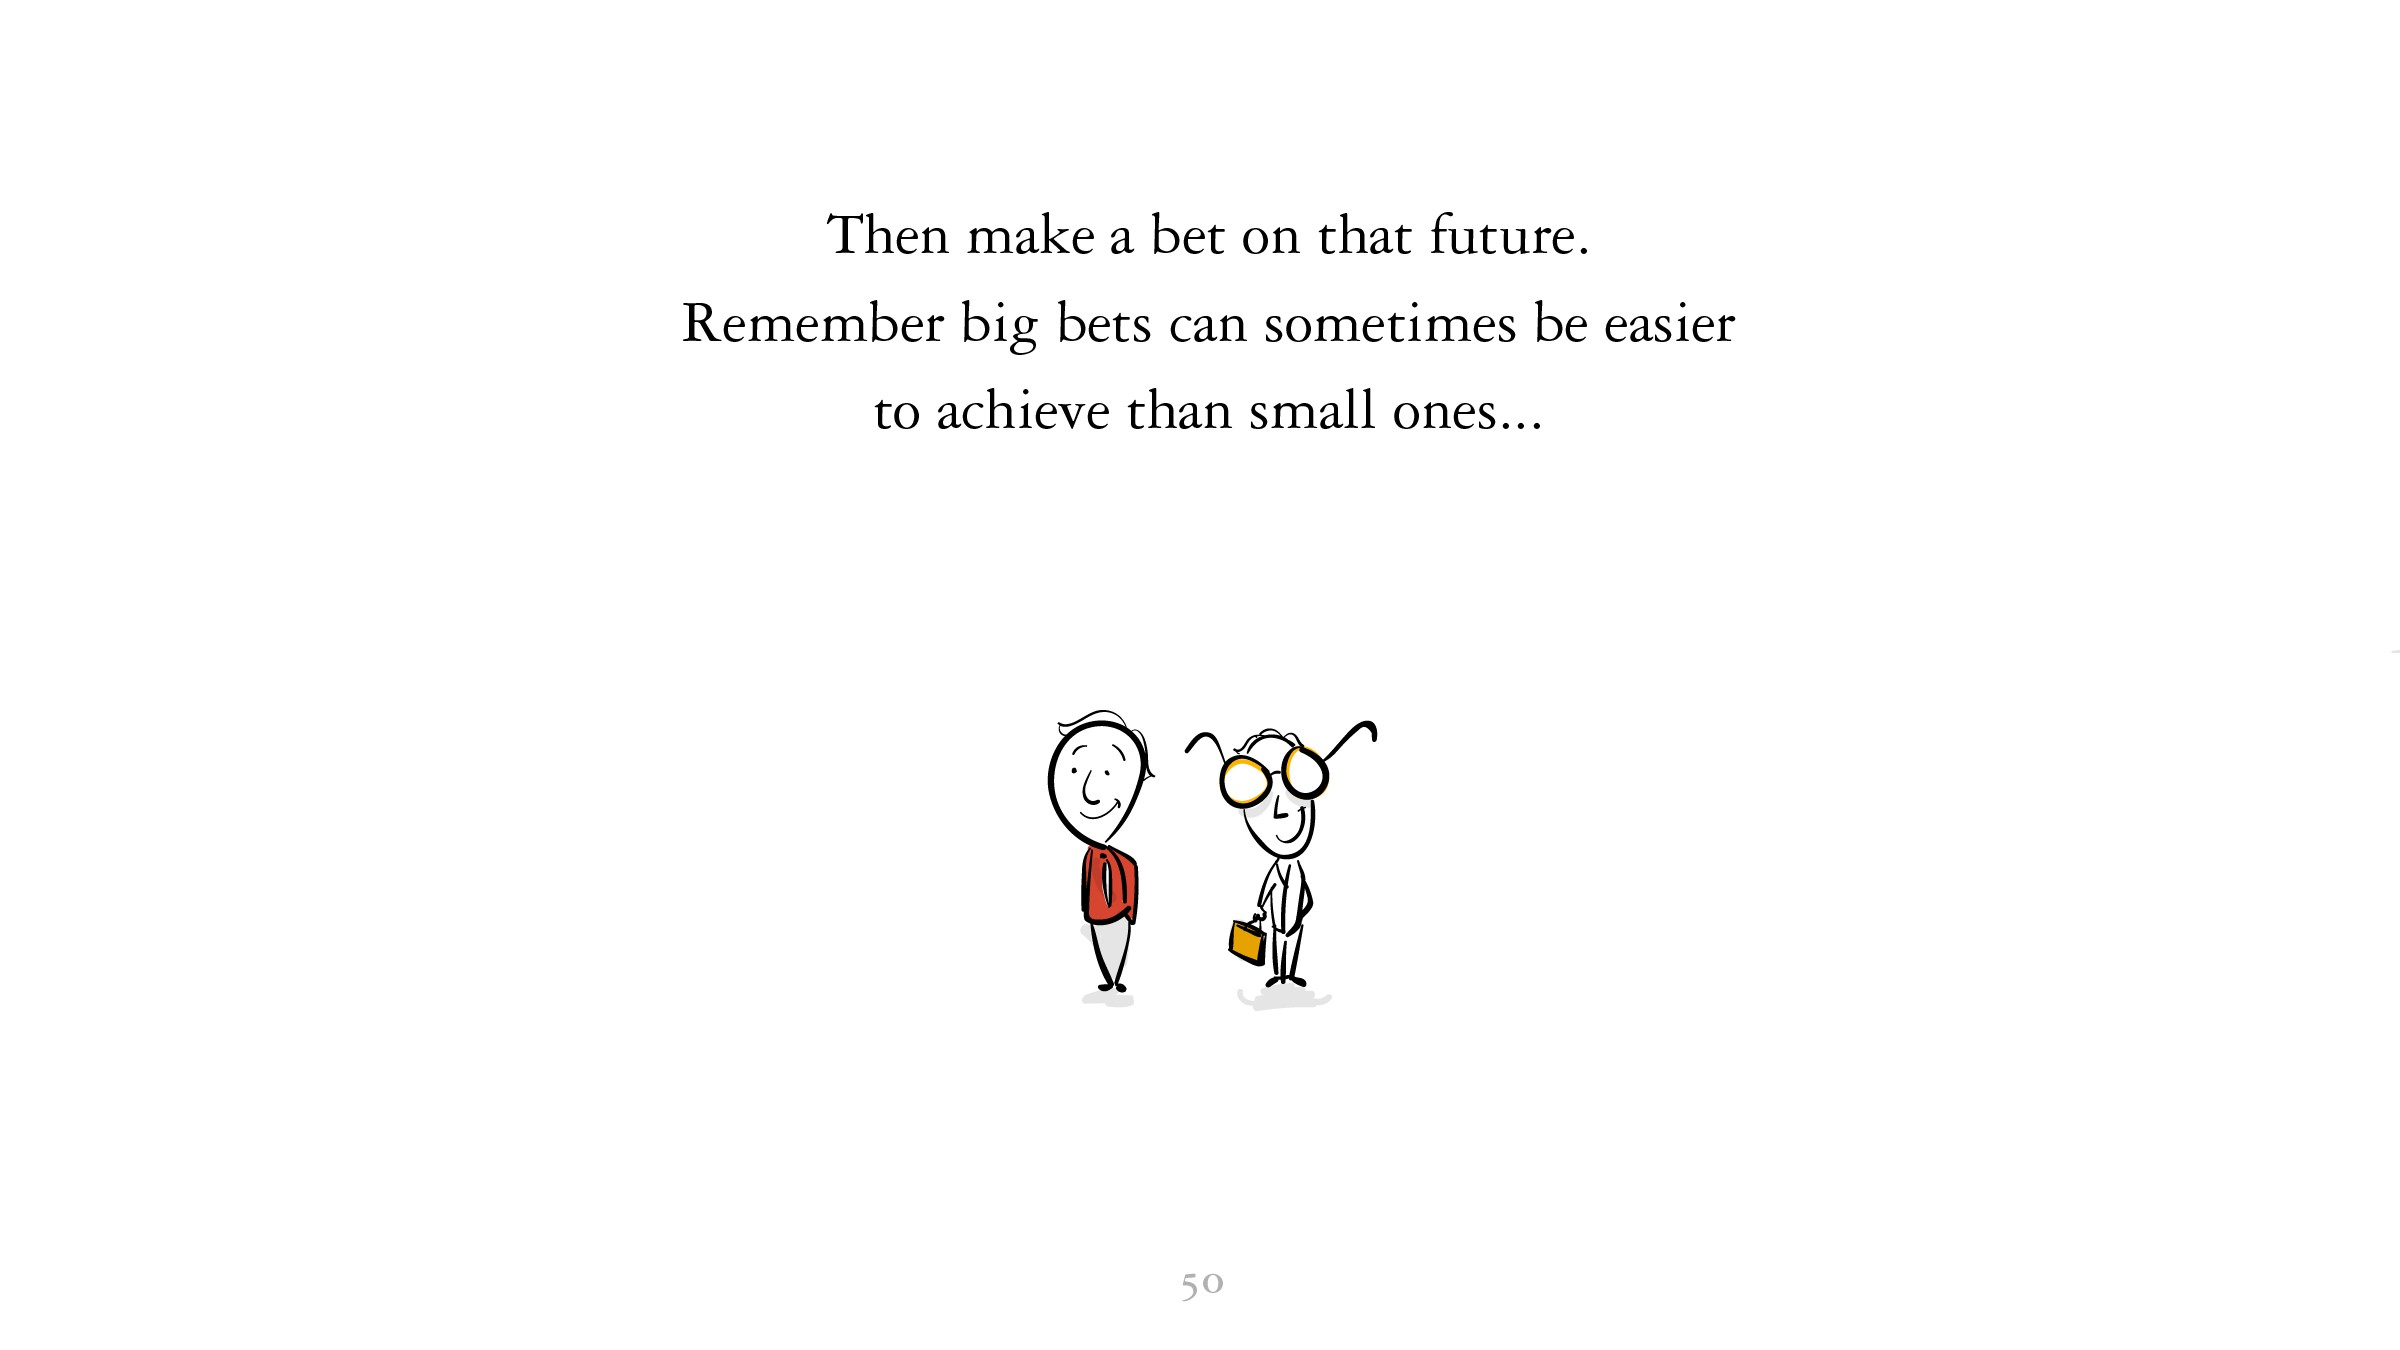 Then make a bet on that future.
Remember big bets can sometimes be easier
to achieve than small ones...
50